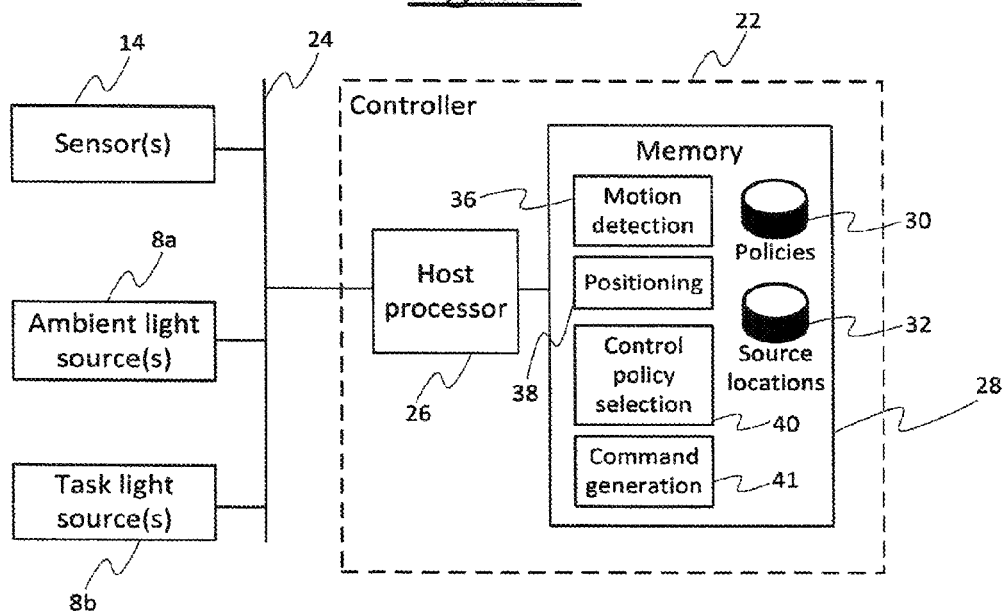 14
24
22
Sensor(s)
Controller
Memory
36
Motion
detection
30
Policies
8a
Host
processor
Positioning
Ambient light
source(s)
32
Source
locations
26
38
Control
policy
selection
28
40
Task light
source(s)
Command
generation
41
8b